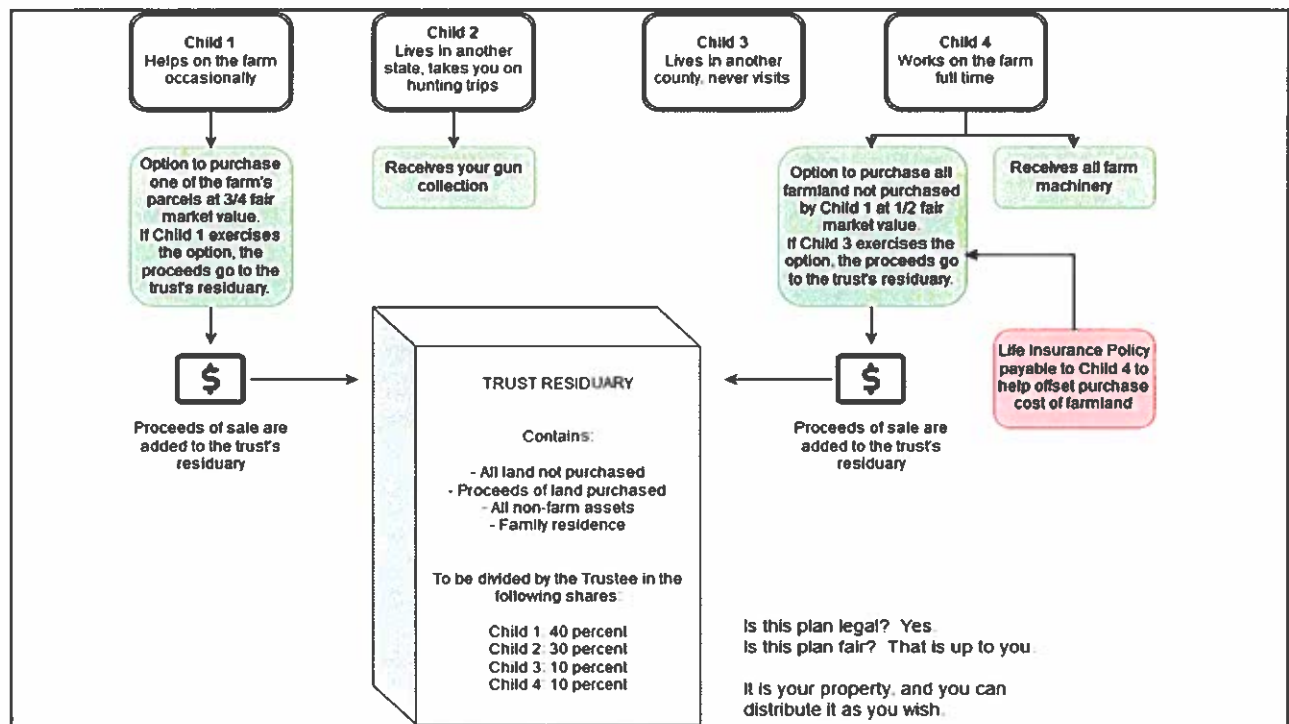 Child 1
Helps on the farm
occasionally
Child 2
Lives in another
state, takes you on
hunting trips
Child 3
Lives in another
county, never visits
Child 4
Works on the farm
full time
Option to purchase
one of the farm's
parcels at 3/4 fair
market value.
If Child 1 exercises
the option, the
proceeds go to the
trust's residuary.
Receives your gun
collection
Option to purchase all
farmland not purchased
by Child 1 at 1/2 fair
market value.
If Child 3 exercises the
option, the proceeds go
to the trust's residuary.
Receives all farm
machinery
Life Insurance Policy
payable to Child 4 to
help offset purchase
cost of farmland
$
Proceeds of sale are
added to the trust's
residuary
TRUST RESIDUARY
Contains:
- All land not purchased
- Proceeds of land purchased
- All non-farm assets
- Family residence
To be divided by the Trustee in the
following shares:
Child 1: 40 percent
Child 2: 30 percent
Child 3: 10 percent
Child 4: 10 percent
$
Proceeds of sale are
added to the trust's
residuary
Is this plan legal? Yes.
Is this plan fair? That is up to you.
It is your property, and you can
distribute it as you wish.